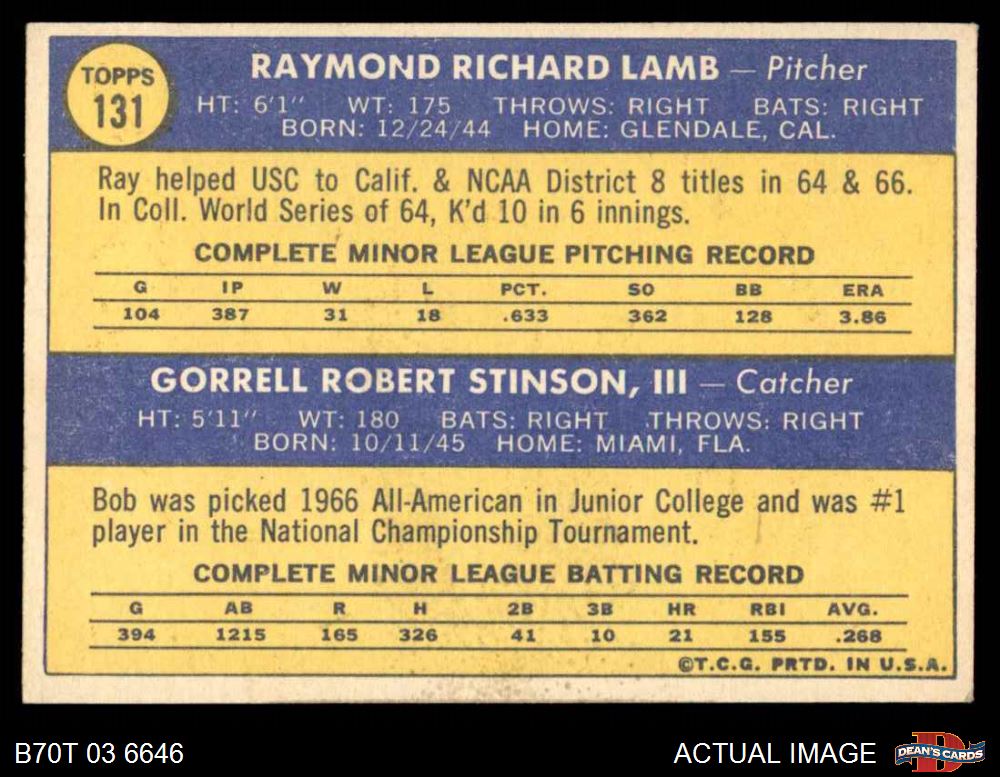 TOPPS
131
RAYMOND RICHARD LAMB — Pitcher
HT: 6'1" WT: 175 THROWS: RIGHT BATS: RIGHT
BORN: 12/24/44 HOME: GLENDALE, CAL.
Ray helped USC to Calif. & NCAA District 8 titles in 64 & 66.
In Coll. World Series of 64, K'd 10 in 6 innings.
COMPLETE MINOR LEAGUE PITCHING RECORD
G IP W L PCT. SO BB ERA
104 387 31 18 .633 362 128 3.86
GORRELL ROBERT STINSON, III — Catcher
HT: 5'11" WT: 180 BATS: RIGHT THROWS: RIGHT
BORN: 10/11/45 HOME: MIAMI, FLA.
Bob was picked 1966 All-American in Junior College and was #1
player in the National Championship Tournament.
COMPLETE MINOR LEAGUE BATTING RECORD
G AB R H 2B 3B HR RBI AVG.
394 1215 165 326 41 10 21 155 .268
©T.C.G. PRTD. IN U.S.A.
B70T 03 6646
ACTUAL IMAGE
D
DEAN'S CARDS